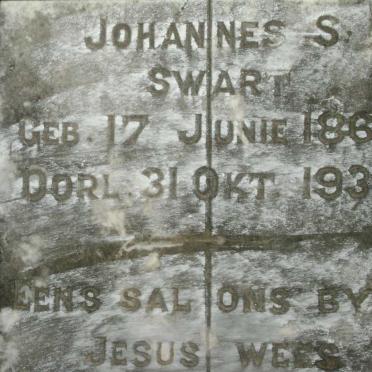 JOHANNES S.
SWART
GEB. 17 JUNIE 186
OORL. 31 OKT. 193
EENS SAL ONS BY
JESUS WEES